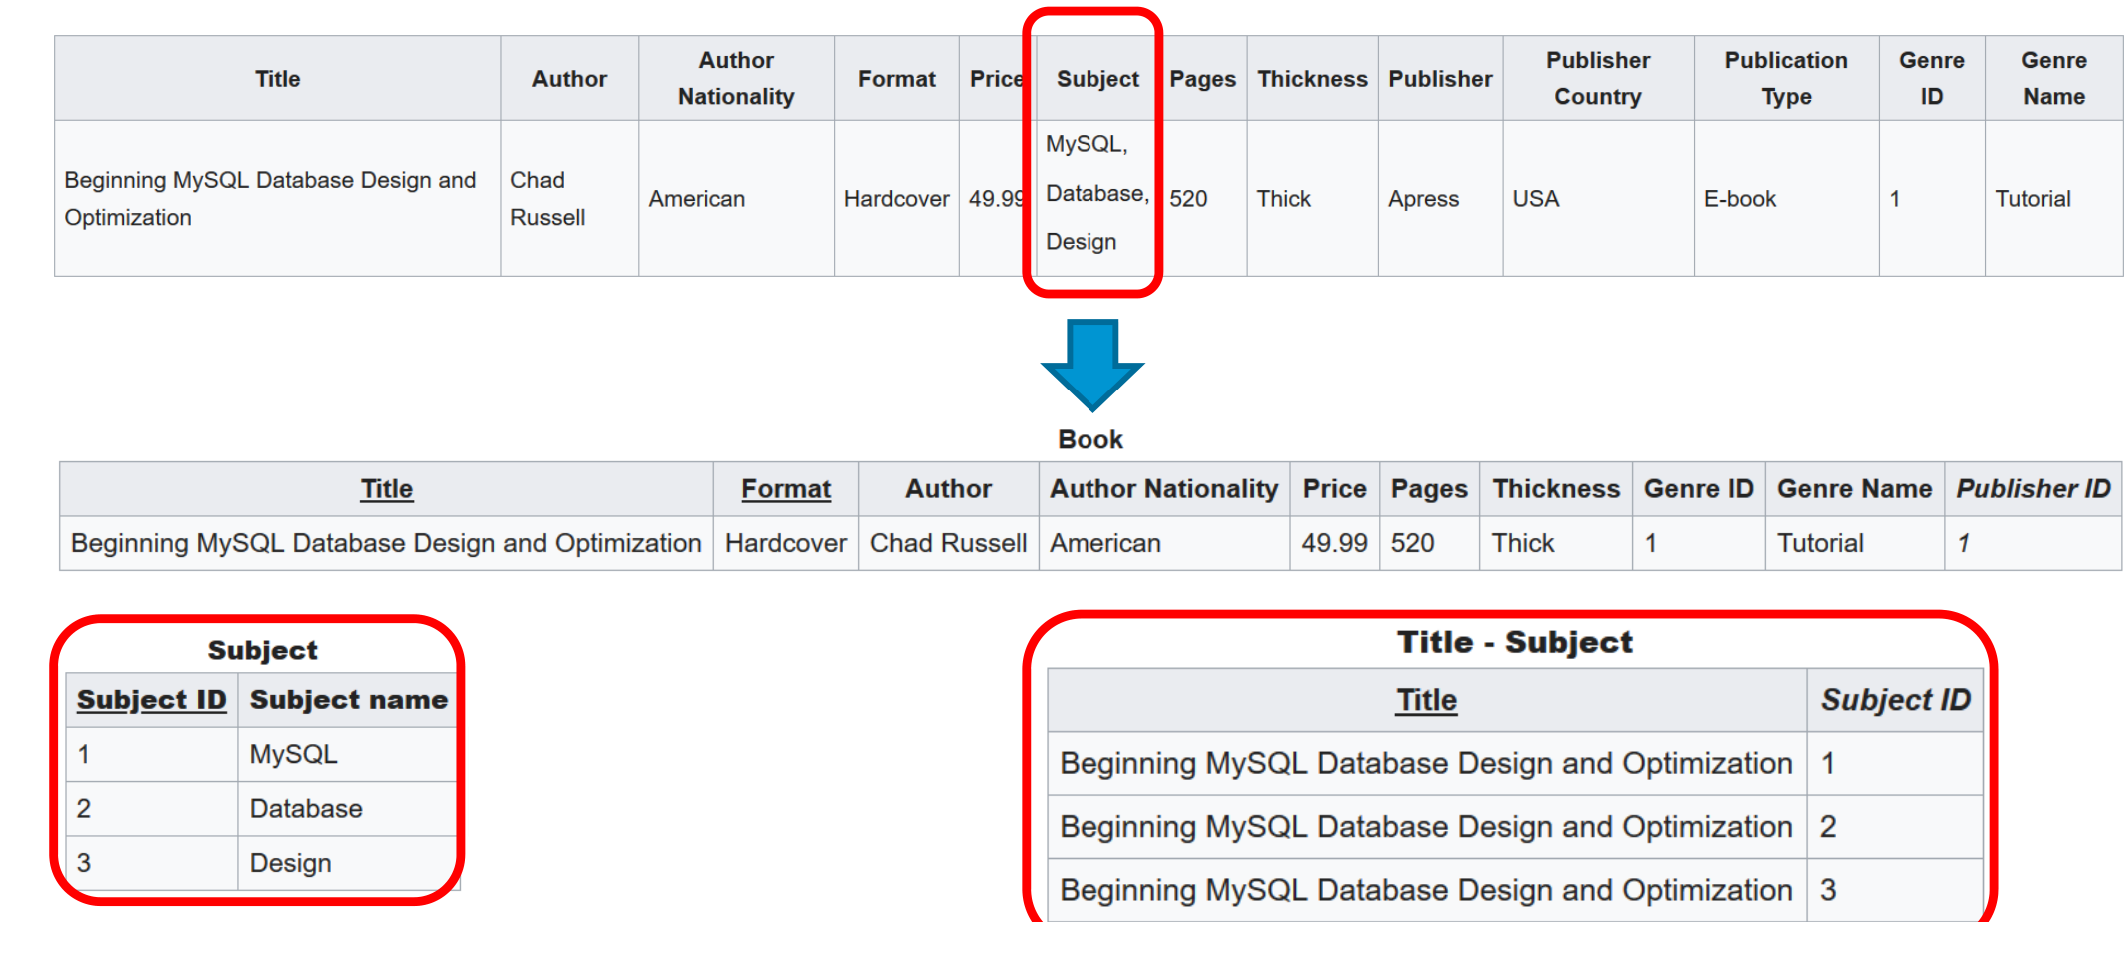 Title Author Author Nationality Format Price Subject Pages Thickness Publisher Publisher Country Publication Type Genre ID Genre Name
Beginning MySQL Database Design and Optimization Chad Russell American Hardcover 49.99 MySQL, Database, Design 520 Thick Apress USA E-book 1 Tutorial
Book
Title Format Author Author Nationality Price Pages Thickness Genre ID Genre Name Publisher ID
Beginning MySQL Database Design and Optimization Hardcover Chad Russell American 49.99 520 Thick 1 Tutorial 1
Subject
Subject ID Subject name
1 MySQL
2 Database
3 Design
Title - Subject
Title Subject ID
Beginning MySQL Database Design and Optimization 1
Beginning MySQL Database Design and Optimization 2
Beginning MySQL Database Design and Optimization 3